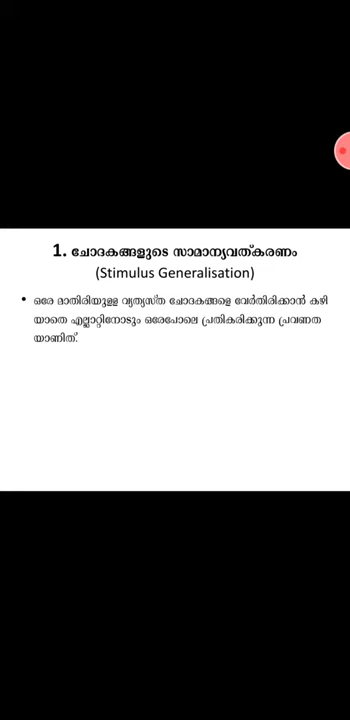 1. ചോദകങ്ങളുടെ സാമാന്യവത്കരണം
(Stimulus Generalisation)
• ഒരേ മാതിരിയുളള വ്യത്യസ്ത ചോദകങ്ങളെ വേർതിരിക്കാൻ കഴി
യാതെ എല്ലാറ്റിനോടും ഒരേപോലെ പ്രതികരിക്കുന്ന പ്രവണത
യാണിത്.